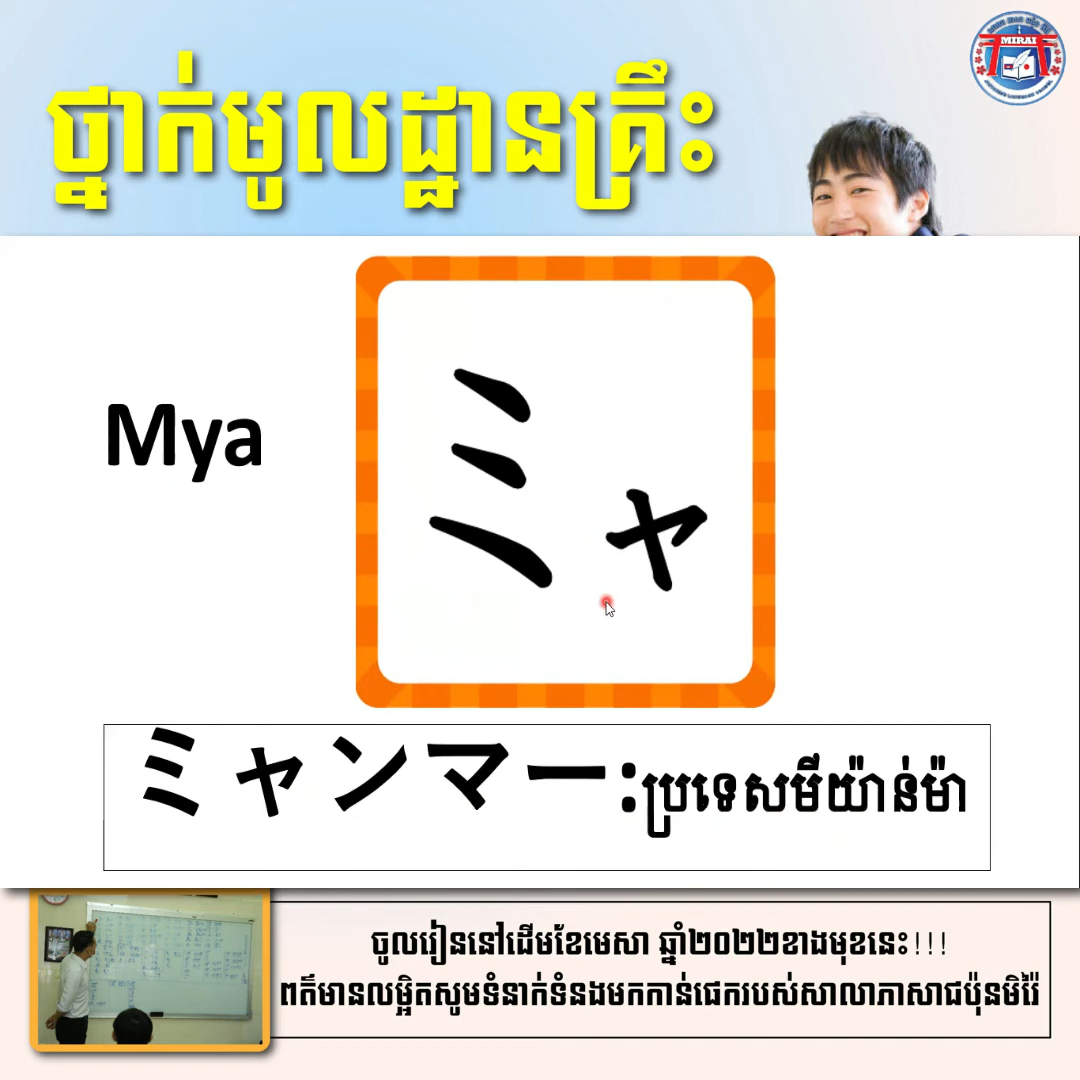 ថ្នាក់មូលដ្ឋានគ្រឹះ
MIRAI
Mya
ミャ
ミャンマー:ប្រទេសមីយ៉ាន់ម៉ា
ចូលរៀននៅដើមខែមេសា ឆ្នាំ២០២២ខាងមុខនេះ!!!
ពត៌មានលម្អិតសូមទំនាក់ទំនងមកកាន់ផេករបស់សាលាភាសាជប៉ុនមិរ៉ៃ